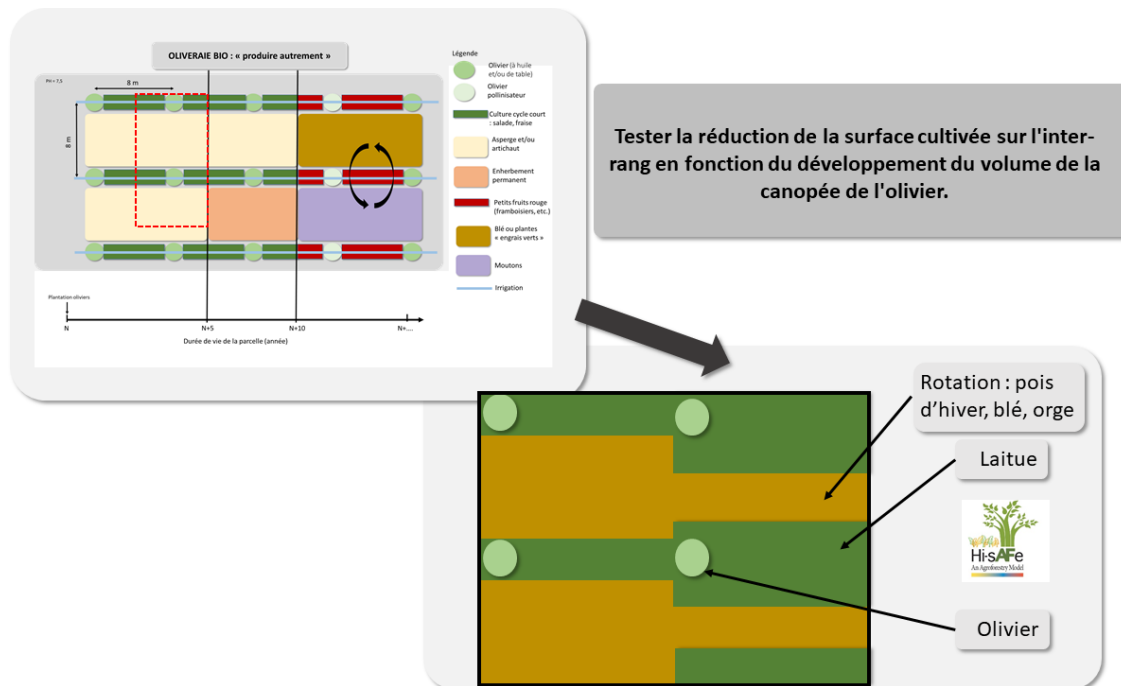 OLIVERAIE BIO : « produire autrement »
PH = 7,5
8 m
8 m
Légende
Olivier (à huile
et/ou de table)
Olivier
pollinisateur
Culture cycle court
: salade, fraise
Asperge et/ou
artichaut
Enherbement
permanent
Petits fruits rouge
(framboisiers, etc.)
Blé ou plantes
« engrais verts »
Moutons
Irrigation
Plantation oliviers
N
N+5
N+10
N+....
Durée de vie de la parcelle (année)
Tester la réduction de la surface cultivée sur l'inter-
rang en fonction du développement du volume de la
canopée de l'olivier.
Rotation : pois
d'hiver, blé, orge
Laitue
Hi-sAFe
An Agroforestry Model
Olivier